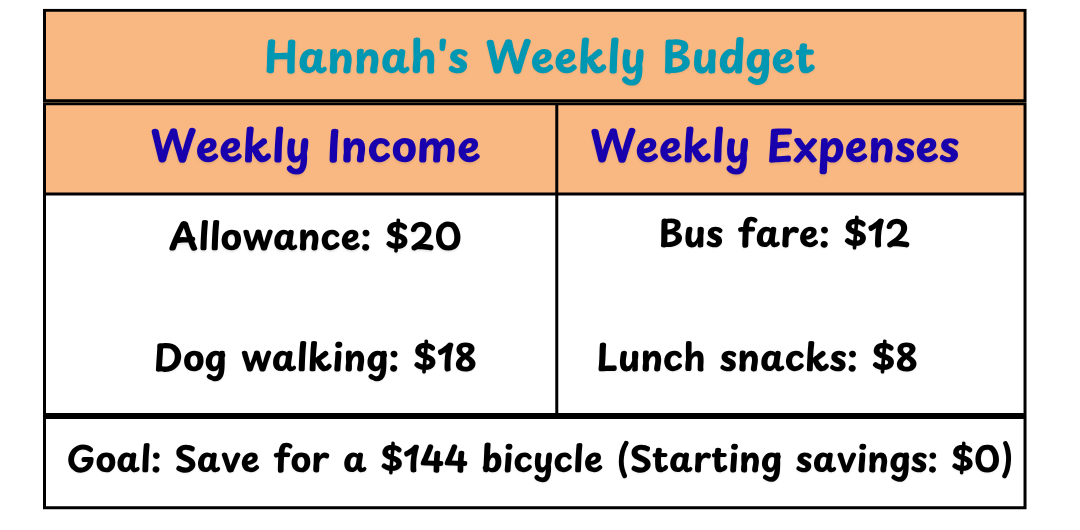 Hannah's Weekly Budget
Weekly Income
Weekly Expenses
Allowance: $20
Bus fare: $12
Dog walking: $18
Lunch snacks: $8
Goal: Save for a $144 bicycle (Starting savings: $0)